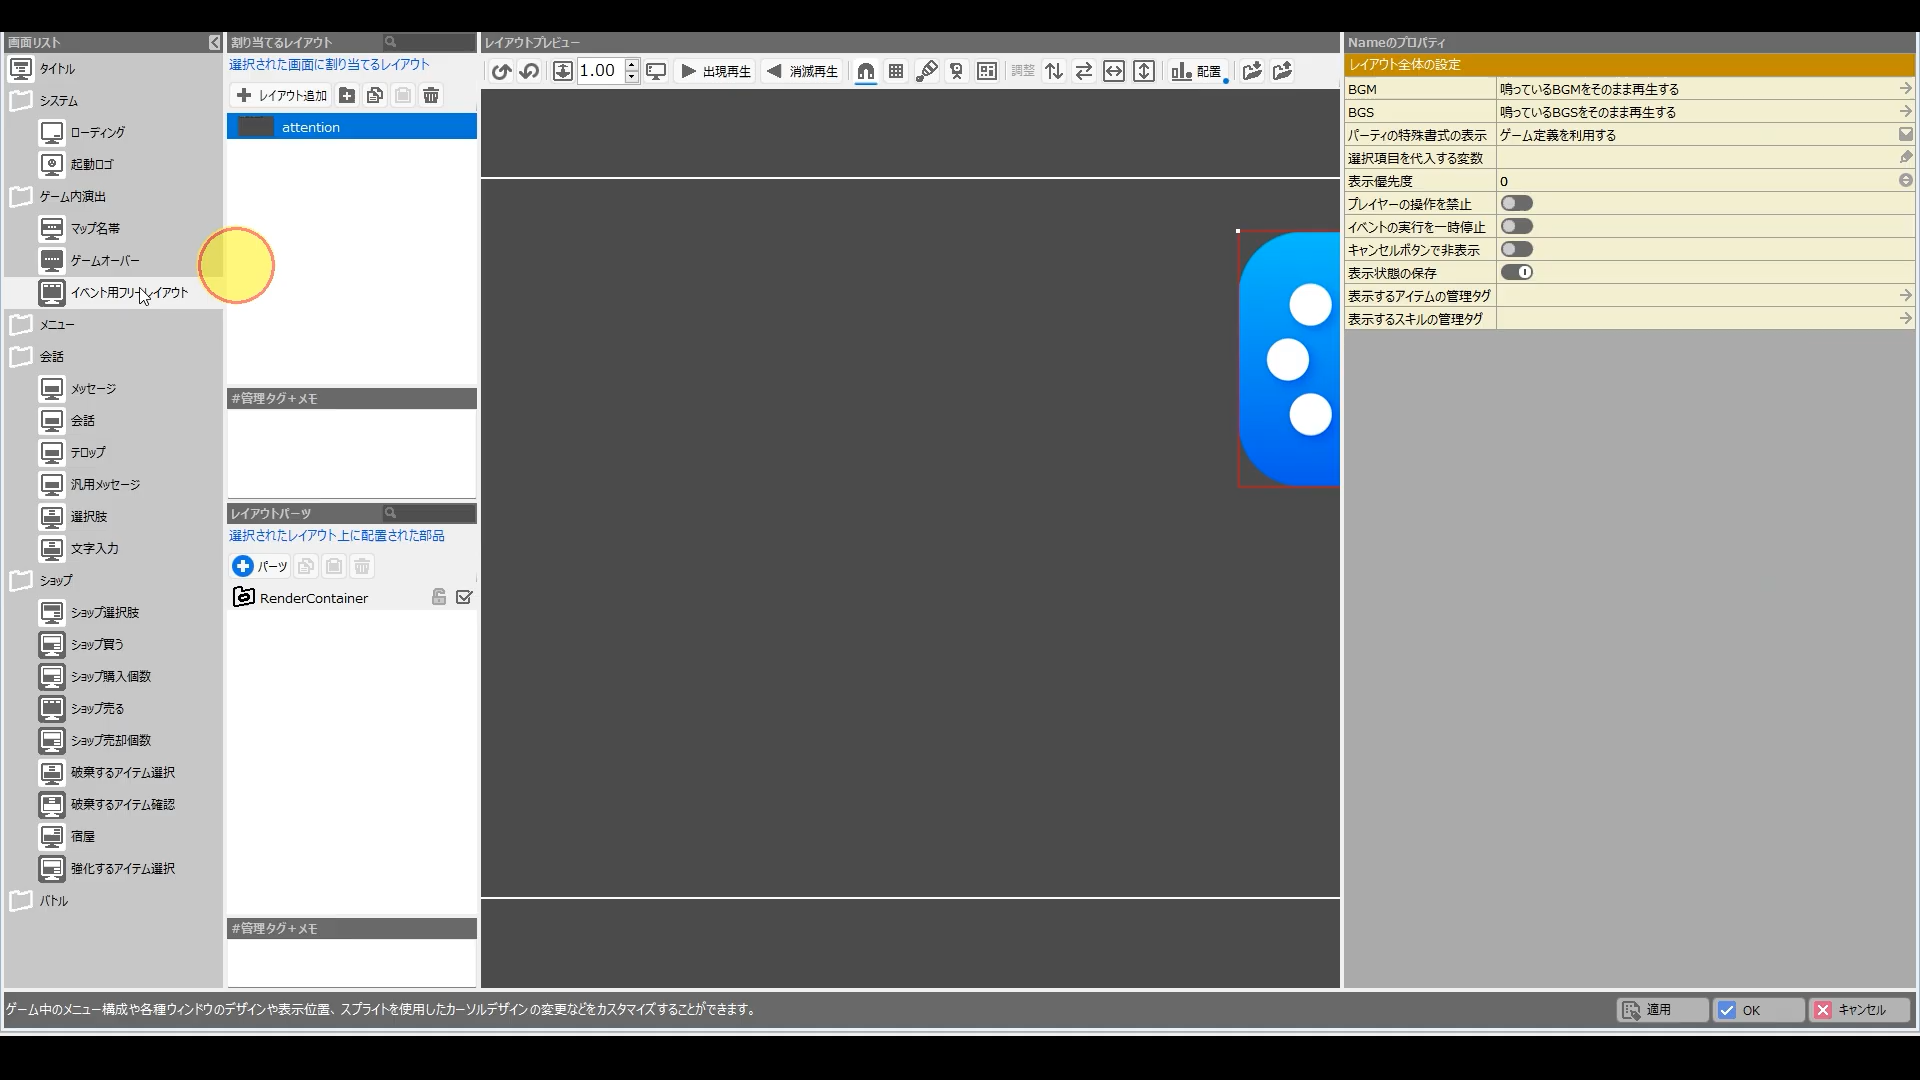 画面リスト
タイトル
システム
ローディング
起動ロゴ
ゲーム内演出
マップ名帯
ゲームオーバー
イベント用フリーレイアウト
メニュー
会話
メッセージ
会話
テロップ
汎用メッセージ
選択肢
文字入力
ショップ
ショップ選択肢
ショップ買う
ショップ購入個数
ショップ売る
ショップ売却個数
破棄するアイテム選択
破棄するアイテム確認
宿屋
強化するアイテム選択
バトル
割り当てるレイアウト
選択された画面に割り当てるレイアウト
レイアウト追加
attention
#管理タグ+メモ
レイアウトパーツ
選択されたレイアウト上に配置された部品
パーツ
RenderContainer
#管理タグ+メモ
レイアウトプレビュー
1.00 出現再生 消滅再生 調整 配置
Nameのプロパティ
レイアウト全体の設定
BGM 鳴っているBGMをそのまま再生する
BGS 鳴っているBGSをそのまま再生する
パーティの特殊書式の表示 ゲーム定義を利用する
選択項目を代入する変数
表示優先度 0
プレイヤーの操作を禁止
イベントの実行を一時停止
キャンセルボタンで非表示
表示状態の保存
表示するアイテムの管理タグ
表示するスキルの管理タグ
ゲーム中のメニュー構成や各種ウィンドウのデザインや表示位置、スプライトを使用したカーソルデザインの変更などをカスタマイズすることができます。
適用 OK キャンセル